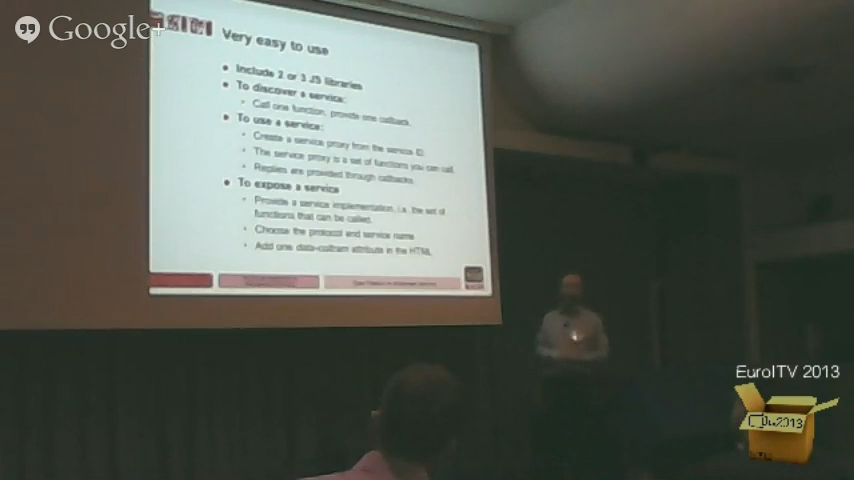 Google+
Very easy to use
• Include 2 or 3 JS libraries
• To discover a service:
• Call one function, provide one callback.
• To use a service:
• Create a service proxy from the service ID.
• The service proxy is a set of functions you can call.
• Replies are provided through callbacks.
• To expose a service
• Provide a service implementation, i.e. the set of
functions that can be called.
• Choose the protocol and service name
• Add one data-coltram attribute in the HTML
EuroITV 2013
2013